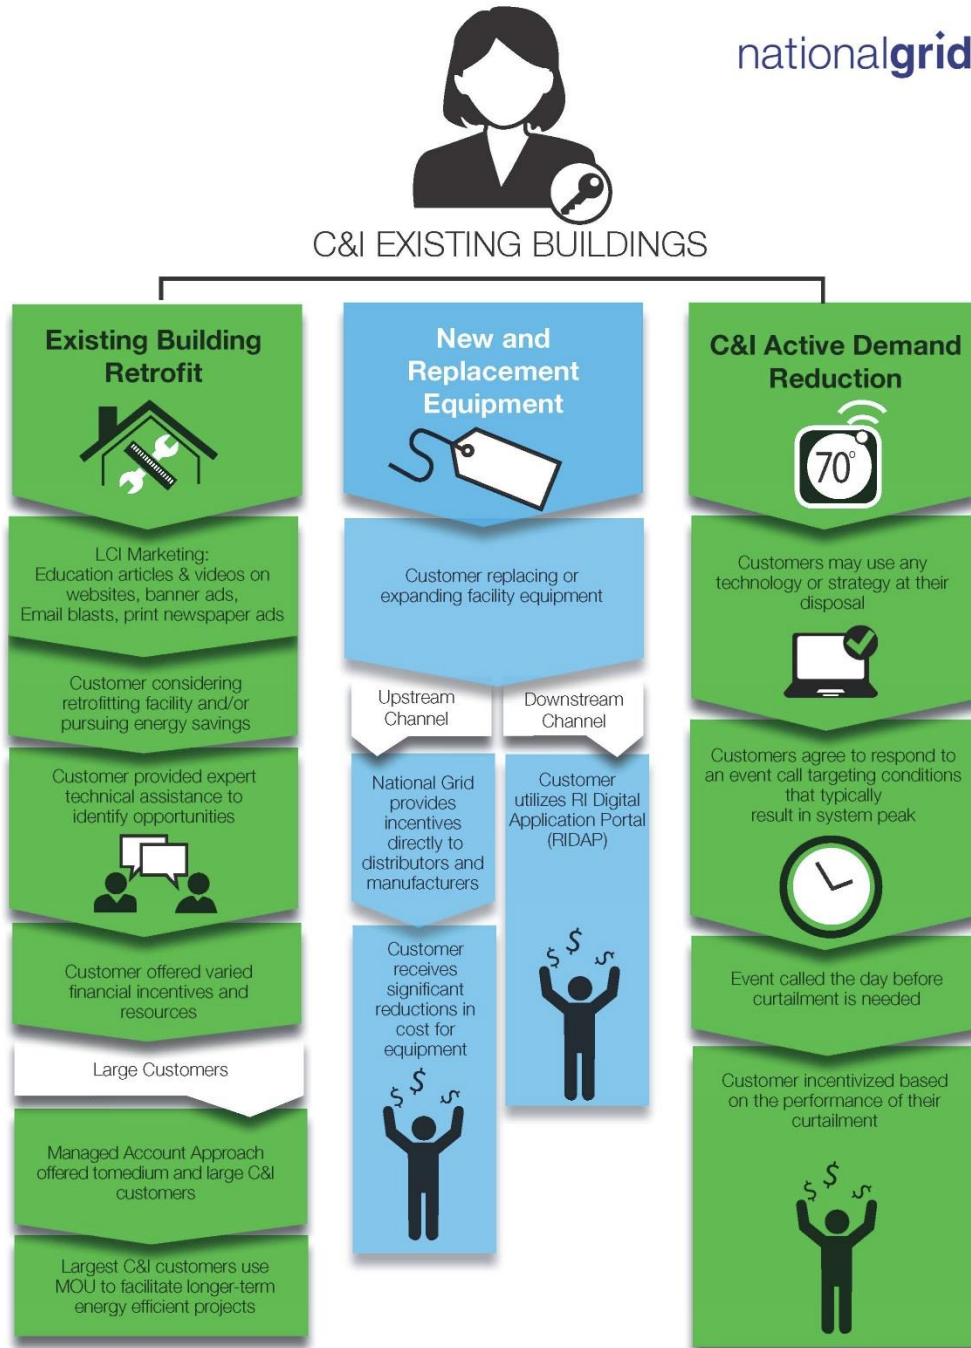 nationalgrid
C&I EXISTING BUILDINGS
Existing Building
Retrofit
LCI Marketing:
Education articles & videos on
websites, banner ads,
Email blasts, print newspaper ads
Customer considering
retrofitting facility and/or
pursuing energy savings
Customer provided expert
technical assistance to
identify opportunities
Customer offered varied
financial incentives and
resources
Large Customers
Managed Account Approach
offered tomedium and large C&I
customers
Largest C&I customers use
MOU to facilitate longer-term
energy efficient projects
New and
Replacement
Equipment
Customer replacing or
expanding facility equipment
Upstream
Channel
National Grid
provides
incentives
directly to
distributors and
manufacturers
Customer
receives
significant
reductions in
cost for
equipment
$ $ $
Downstream
Channel
Customer
utilizes RI Digital
Application Portal
(RIDAP)
$ $ $
C&I Active Demand
Reduction
70°
Customers may use any
technology or strategy at their
disposal
Customers agree to respond to
an event call targeting conditions
that typically
result in system peak
Event called the day before
curtailment is needed
Customer incentivized based
on the performance of their
curtailment
$ $ $